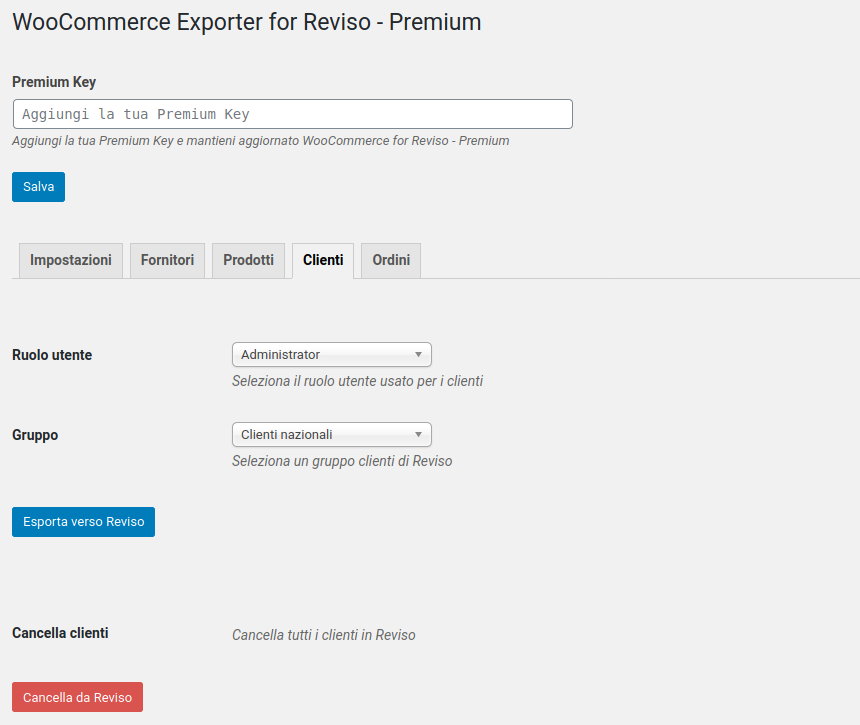 WooCommerce Exporter for Reviso - Premium
Premium Key
Aggiungi la tua Premium Key
Aggiungi la tua Premium Key e mantieni aggiornato WooCommerce for Reviso - Premium
Salva
Impostazioni Fornitori Prodotti Clienti Ordini
Ruolo utente Administrator
Seleziona il ruolo utente usato per i clienti
Gruppo Clienti nazionali
Seleziona un gruppo clienti di Reviso
Esporta verso Reviso
Cancella clienti Cancella tutti i clienti in Reviso
Cancella da Reviso